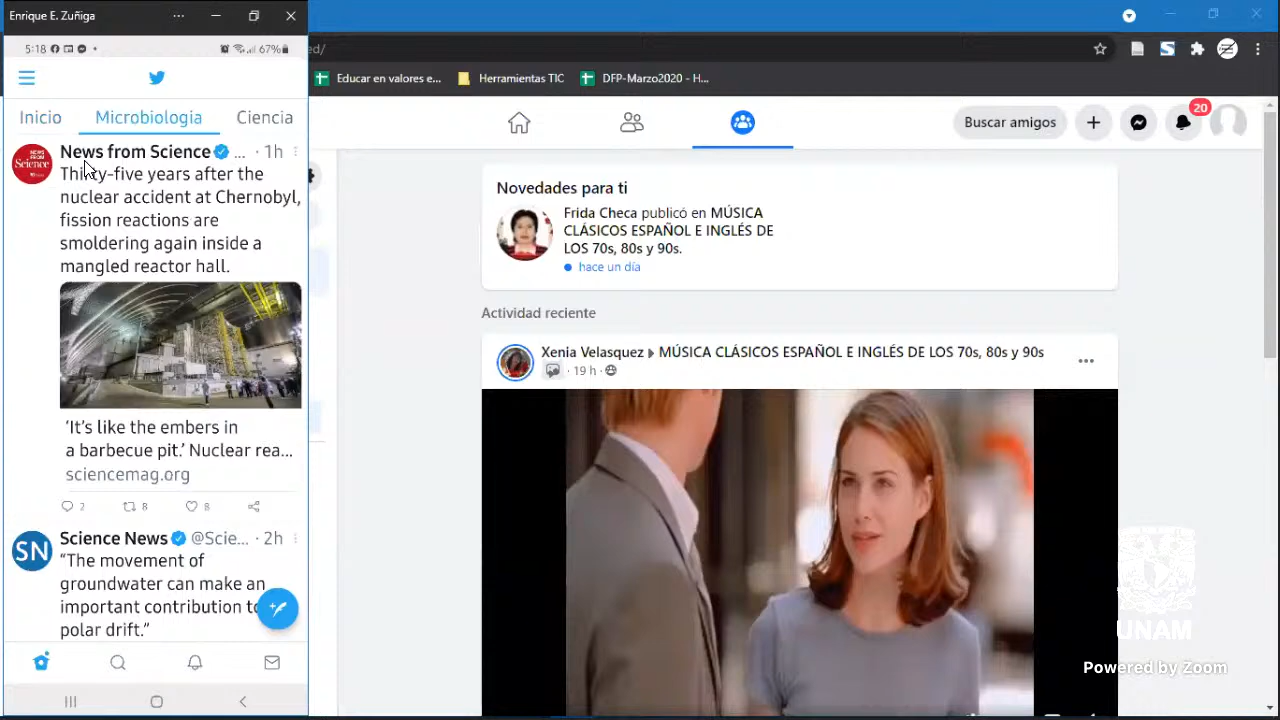 Enrique E. Zuñiga
5:18
67%
Inicio
Microbiologia
Ciencia
News from Science ... · 1h
Thirty-five years after the
nuclear accident at Chernobyl,
fission reactions are
smoldering again inside a
mangled reactor hall.
NEWS FROM
Science
'It's like the embers in
a barbecue pit.' Nuclear rea...
sciencemag.org
2
8
8
SN
Science News @Scie... · 2h
"The movement of
groundwater can make an
important contribution to
polar drift."
ed/
Educar en valores e...
Herramientas TIC
DFP-Marzo2020 - H...
Buscar amigos
20
Novedades para ti
Frida Checa publicó en MÚSICA
CLÁSICOS ESPAÑOL E INGLÉS DE
LOS 70s, 80s y 90s.
hace un día
Actividad reciente
Xenia Velasquez MÚSICA CLÁSICOS ESPAÑOL E INGLÉS DE LOS 70s, 80s y 90s
· 19 h ·
UNAM
Powered by Zoom